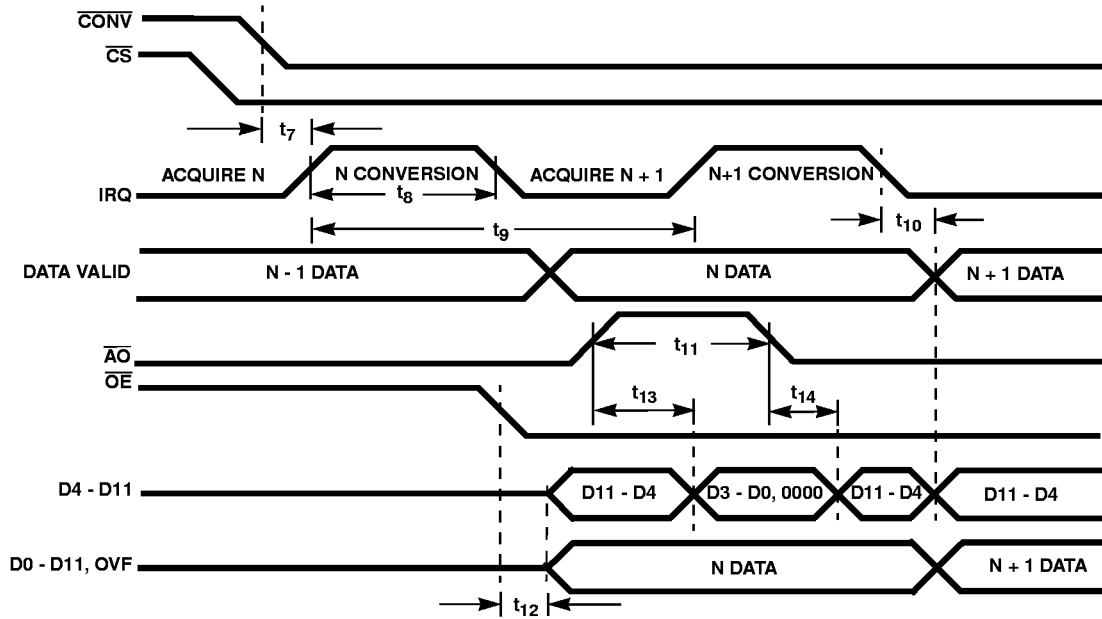 CONV
CS
t7
ACQUIRE N
N CONVERSION
ACQUIRE N + 1
N+1 CONVERSION
IRQ
t8
t10
t9
DATA VALID
N - 1 DATA
N DATA
N + 1 DATA
AO
t11
OE
t13
t14
D4 - D11
D11 - D4
D3 - D0, 0000
D11 - D4
D11 - D4
D0 - D11, OVF
N DATA
N + 1 DATA
t12